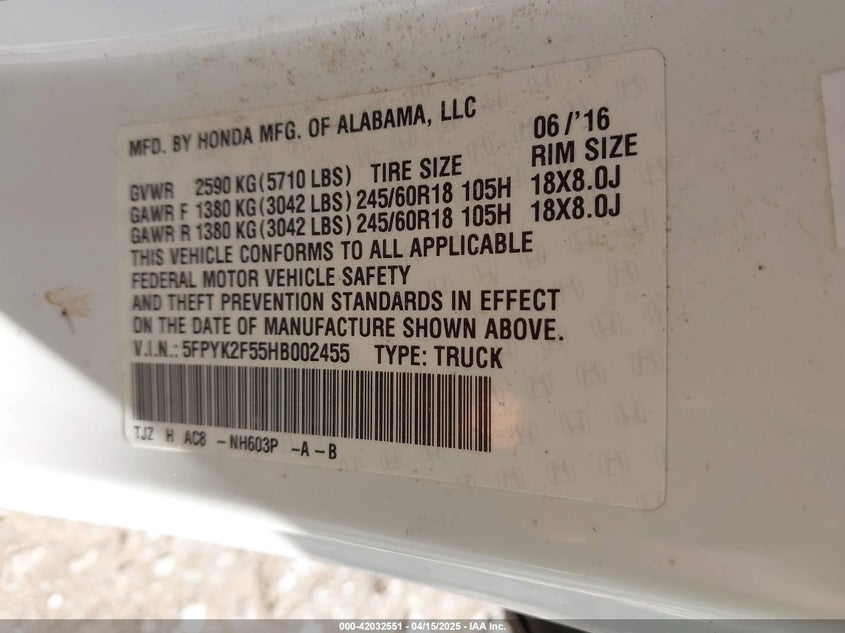 MFD. BY HONDA MFG. OF ALABAMA, LLC 06/'16
GVWR 2590 KG (5710 LBS) TIRE SIZE RIM SIZE
GAWR F 1380 KG (3042 LBS) 245/60R18 105H 18X8.0J
GAWR R 1380 KG (3042 LBS) 245/60R18 105H 18X8.0J
THIS VEHICLE CONFORMS TO ALL APPLICABLE
FEDERAL MOTOR VEHICLE SAFETY
AND THEFT PREVENTION STANDARDS IN EFFECT
ON THE DATE OF MANUFACTURE SHOWN ABOVE.
V.I.N.: 5FPYK2F55HB002455 TYPE: TRUCK
TJZ H AC8 -NH603P -A-B
000-42032551 - 04/15/2025 - IAA Inc.